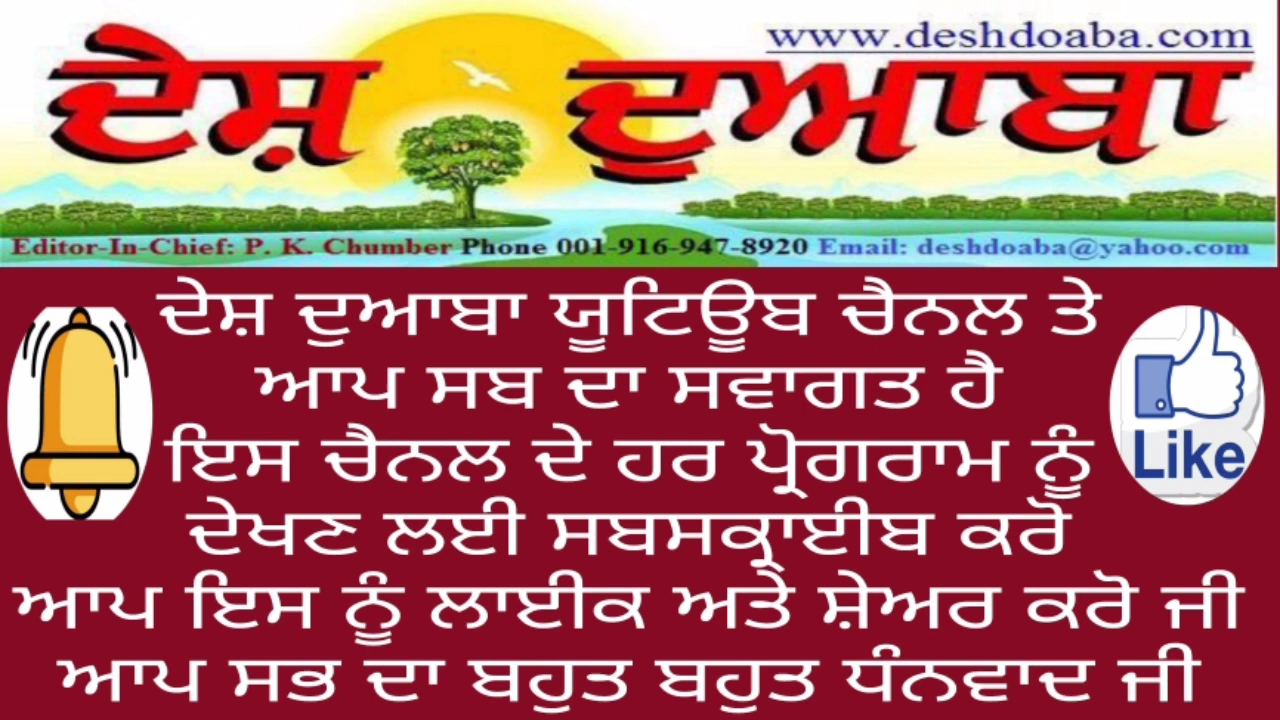 www.deshdoaba.com
ਦੇਸ਼ ਦੁਆਬਾ
Editor-In-Chief: P. K. Chumber Phone 001-916-947-8920 Email: deshdoaba@yahoo.com
ਦੇਸ਼ ਦੁਆਬਾ ਯੂਟਿਊਬ ਚੈਨਲ ਤੇ
ਆਪ ਸਬ ਦਾ ਸਵਾਗਤ ਹੈ
ਇਸ ਚੈਨਲ ਦੇ ਹਰ ਪ੍ਰੋਗਰਾਮ ਨੂੰ
ਦੇਖਣ ਲਈ ਸਬਸਕ੍ਰਾਈਬ ਕਰੋ
ਆਪ ਇਸ ਨੂੰ ਲਾਈਕ ਅਤੇ ਸ਼ੇਅਰ ਕਰੋ ਜੀ
ਆਪ ਸਭ ਦਾ ਬਹੁਤ ਬਹੁਤ ਧੰਨਵਾਦ ਜੀ
Like